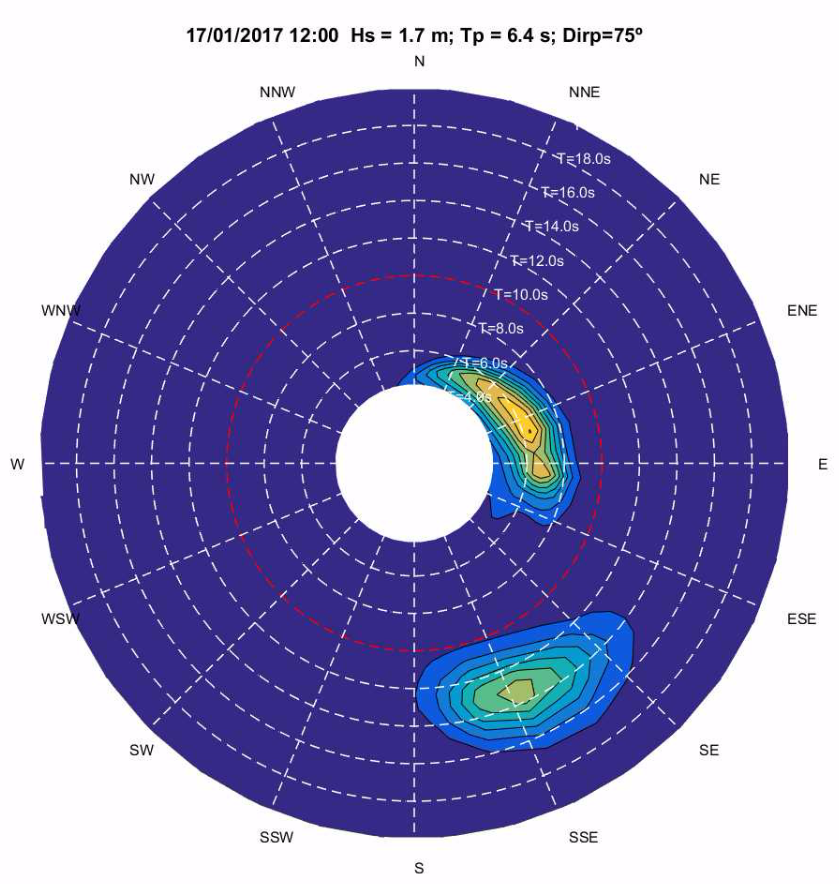 17/01/2017 12:00 Hs = 1.7 m; Tp = 6.4 s; Dirp=75º
N
NNW
NNE
T=18.0s
NW
NE
T=16.0s
T=14.0s
T=12.0s
T=10.0s
WNW
ENE
T=8.0s
T=6.0s
T=4.0s
W
E
WSW
ESE
SW
SE
SSW
SSE
S